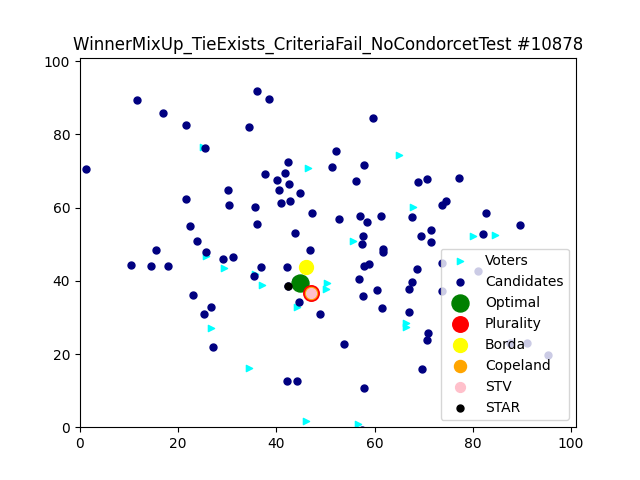 WinnerMixUp_TieExists_CriteriaFail_NoCondorcetTest #10878
100
80
60
40
20
0
0 20 40 60 80 100
Voters
Candidates
Optimal
Plurality
Borda
Copeland
STV
STAR